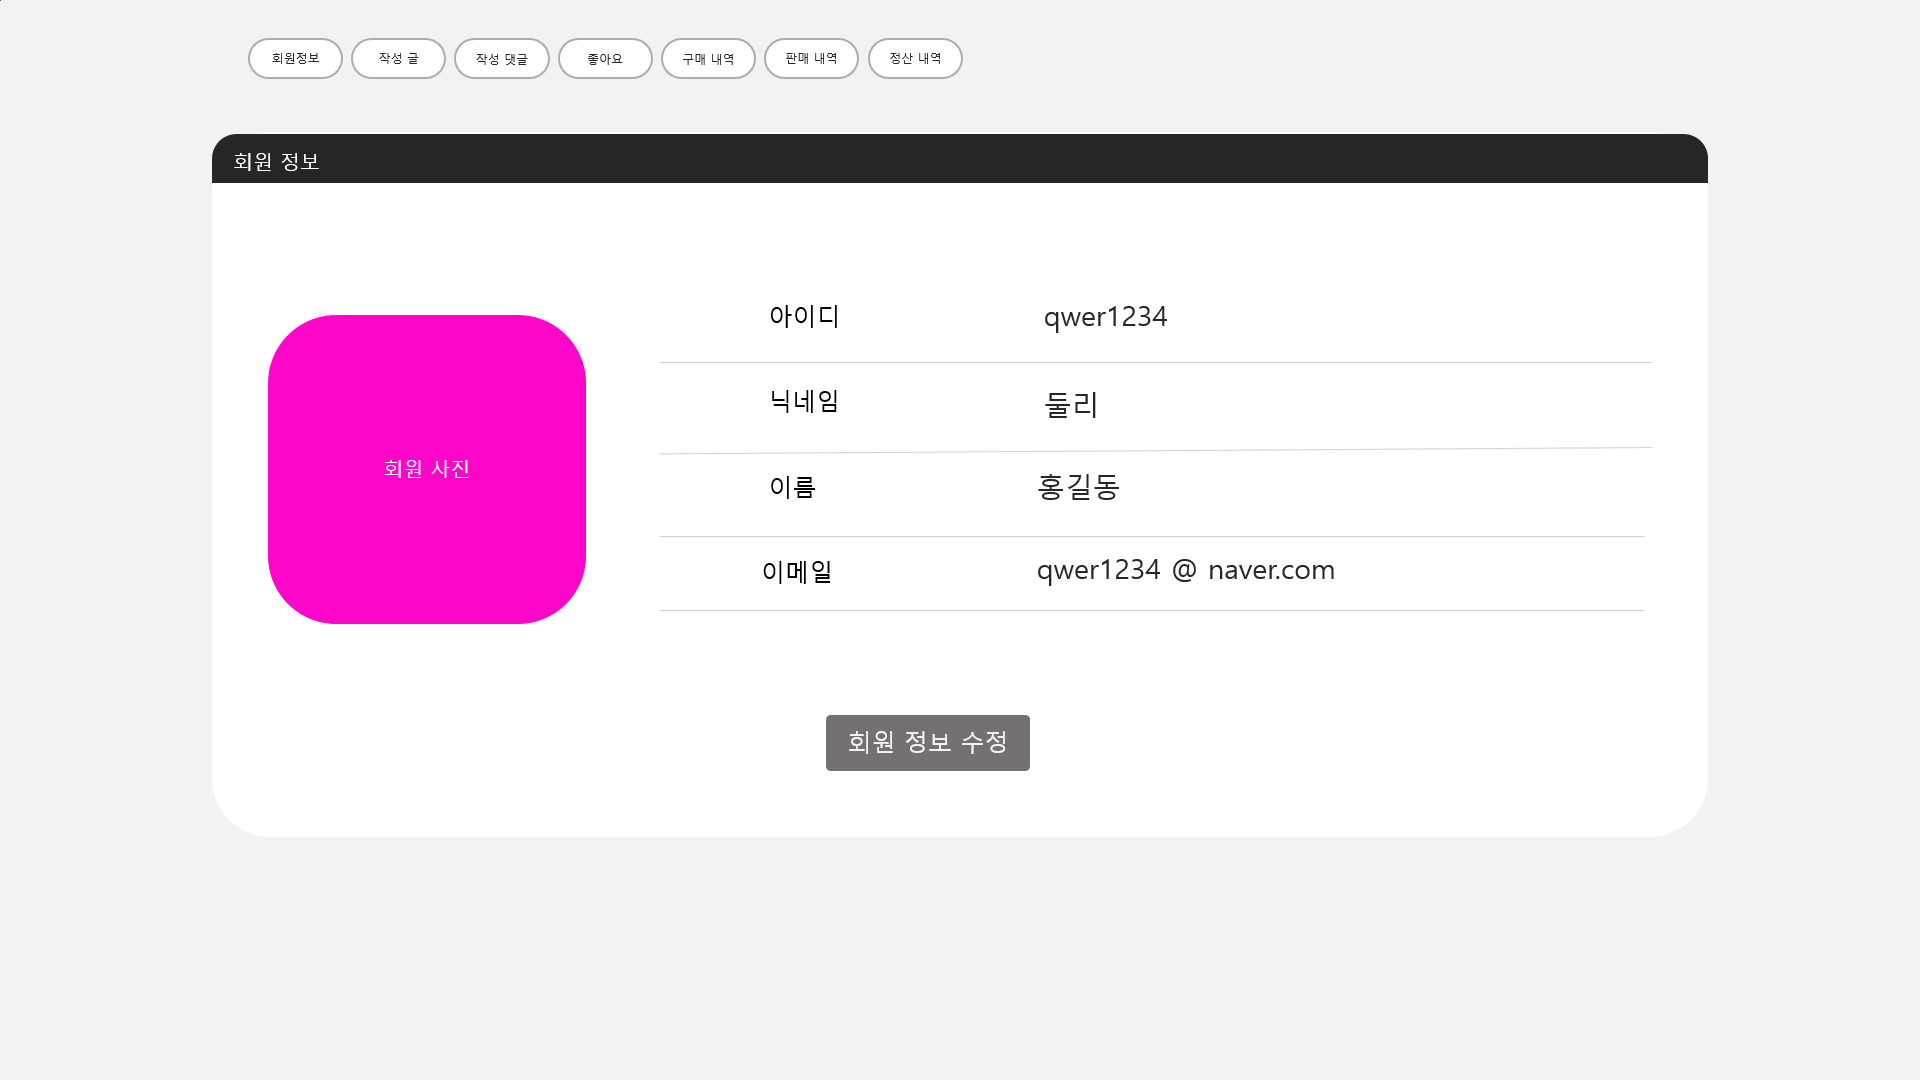 회원정보
작성 글
작성 댓글
좋아요
구매 내역
판매 내역
정산 내역
회원 정보
회원 사진
아이디 qwer1234
닉네임 둘리
이름 홍길동
이메일 qwer1234 @ naver.com
회원 정보 수정